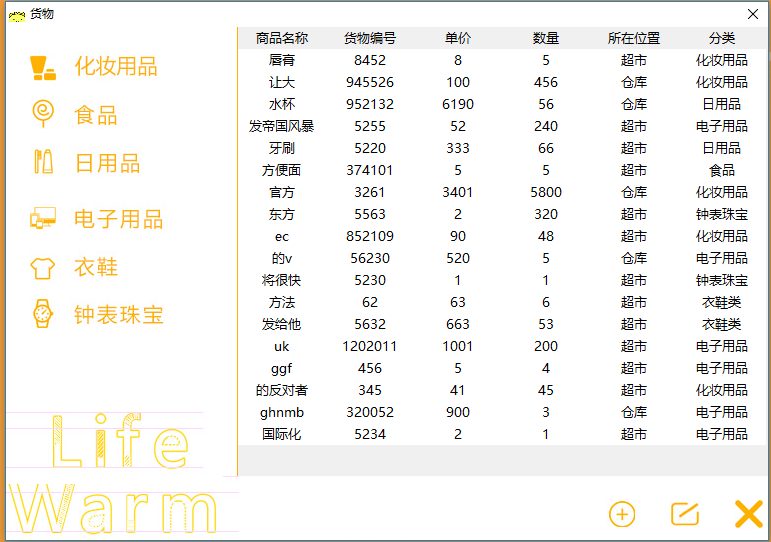 货物
化妆用品
食品
日用品
电子用品
衣鞋
钟表珠宝
Life
Warm
商品名称 货物编号 单价 数量 所在位置 分类
唇膏 8452 8 5 超市 化妆用品
让大 945526 100 456 仓库 化妆用品
水杯 952132 6190 56 仓库 日用品
发帝国风暴 5255 52 240 超市 电子用品
牙刷 5220 333 66 超市 日用品
方便面 374101 5 5 超市 食品
官方 3261 3401 5800 仓库 化妆用品
东方 5563 2 320 超市 钟表珠宝
ec 852109 90 48 超市 化妆用品
的v 56230 520 5 仓库 电子用品
将很快 5230 1 1 超市 钟表珠宝
方法 62 63 6 超市 衣鞋类
发给他 5632 663 53 超市 衣鞋类
uk 1202011 1001 200 超市 电子用品
ggf 456 5 4 超市 电子用品
的反对者 345 41 45 超市 化妆用品
ghnmb 320052 900 3 仓库 电子用品
国际化 5234 2 1 超市 电子用品